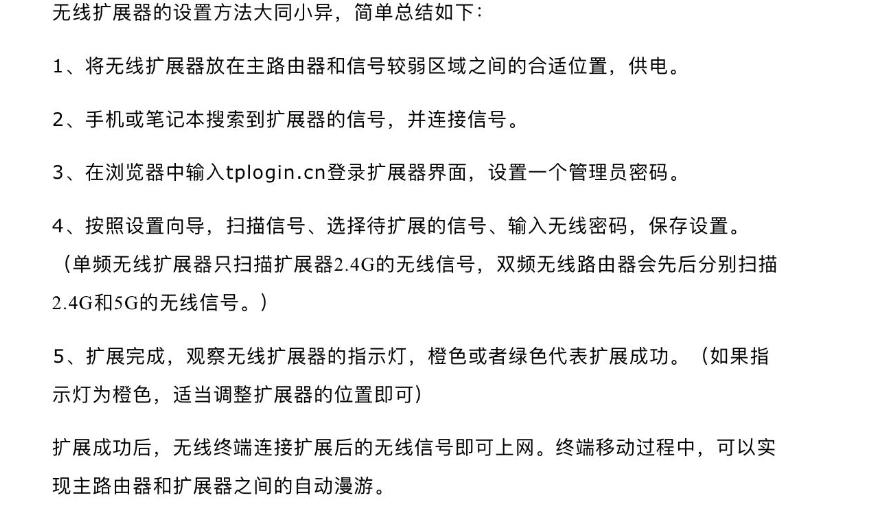 无线扩展器的设置方法大同小异，简单总结如下：
1、将无线扩展器放在主路由器和信号较弱区域之间的合适位置，供电。
2、手机或笔记本搜索到扩展器的信号，并连接信号。
3、在浏览器中输入tplogin.cn登录扩展器界面，设置一个管理员密码。
4、按照设置向导，扫描信号、选择待扩展的信号、输入无线密码，保存设置。
（单频无线扩展器只扫描扩展器2.4G的无线信号，双频无线路由器会先后分别扫描
2.4G和5G的无线信号。）
5、扩展完成，观察无线扩展器的指示灯，橙色或者绿色代表扩展成功。（如果指
示灯为橙色，适当调整扩展器的位置即可）
扩展成功后，无线终端连接扩展后的无线信号即可上网。终端移动过程中，可以实
现主路由器和扩展器之间的自动漫游。